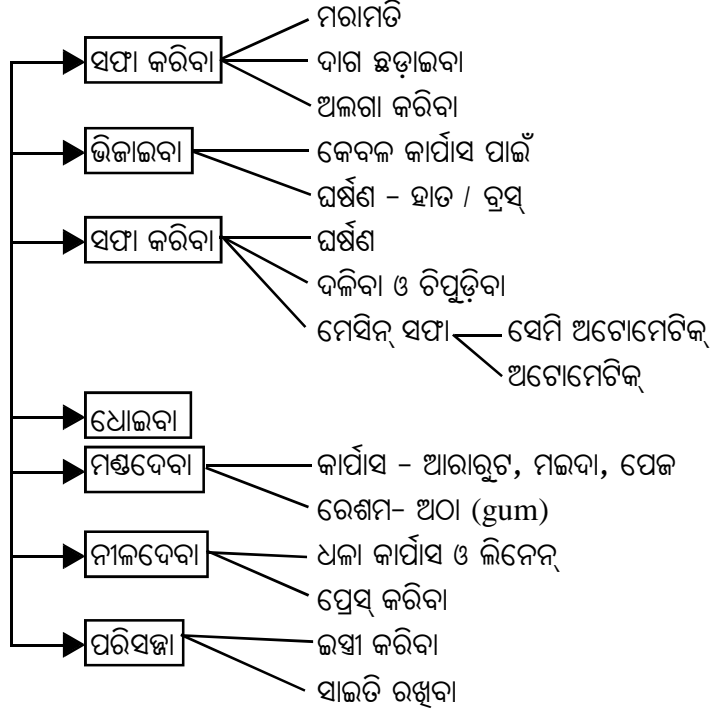 ମରାମତି
ସଫା କରିବା
ଦାଗ ଛଡ଼ାଇବା
ଅଲଗା କରିବା
ଭିଜାଇବା
କେବଳ କାର୍ପାସ ପାଇଁ
ଘର୍ଷଣ – ହାତ / ବ୍ରସ୍
ସଫା କରିବା
ଘର୍ଷଣ
ଦଳିବା ଓ ଚିପୁଡ଼ିବା
ମେସିନ୍ ସଫା
ସେମି ଅଟୋମେଟିକ୍
ଅଟୋମେଟିକ୍
ଧୋଇବା
ମଣ୍ଡଦେବା
କାର୍ପାସ – ଆରାରୁଟ, ମଇଦା, ପେଜ
ରେଶମ– ଅଠା (gum)
ନୀଳଦେବା
ଧଳା କାର୍ପାସ ଓ ଲିନେନ୍
ପ୍ରେସ୍ କରିବା
ପରିସଜ୍ଜା
ଇସ୍ତ୍ରୀ କରିବା
ସାଇତି ରଖିବା